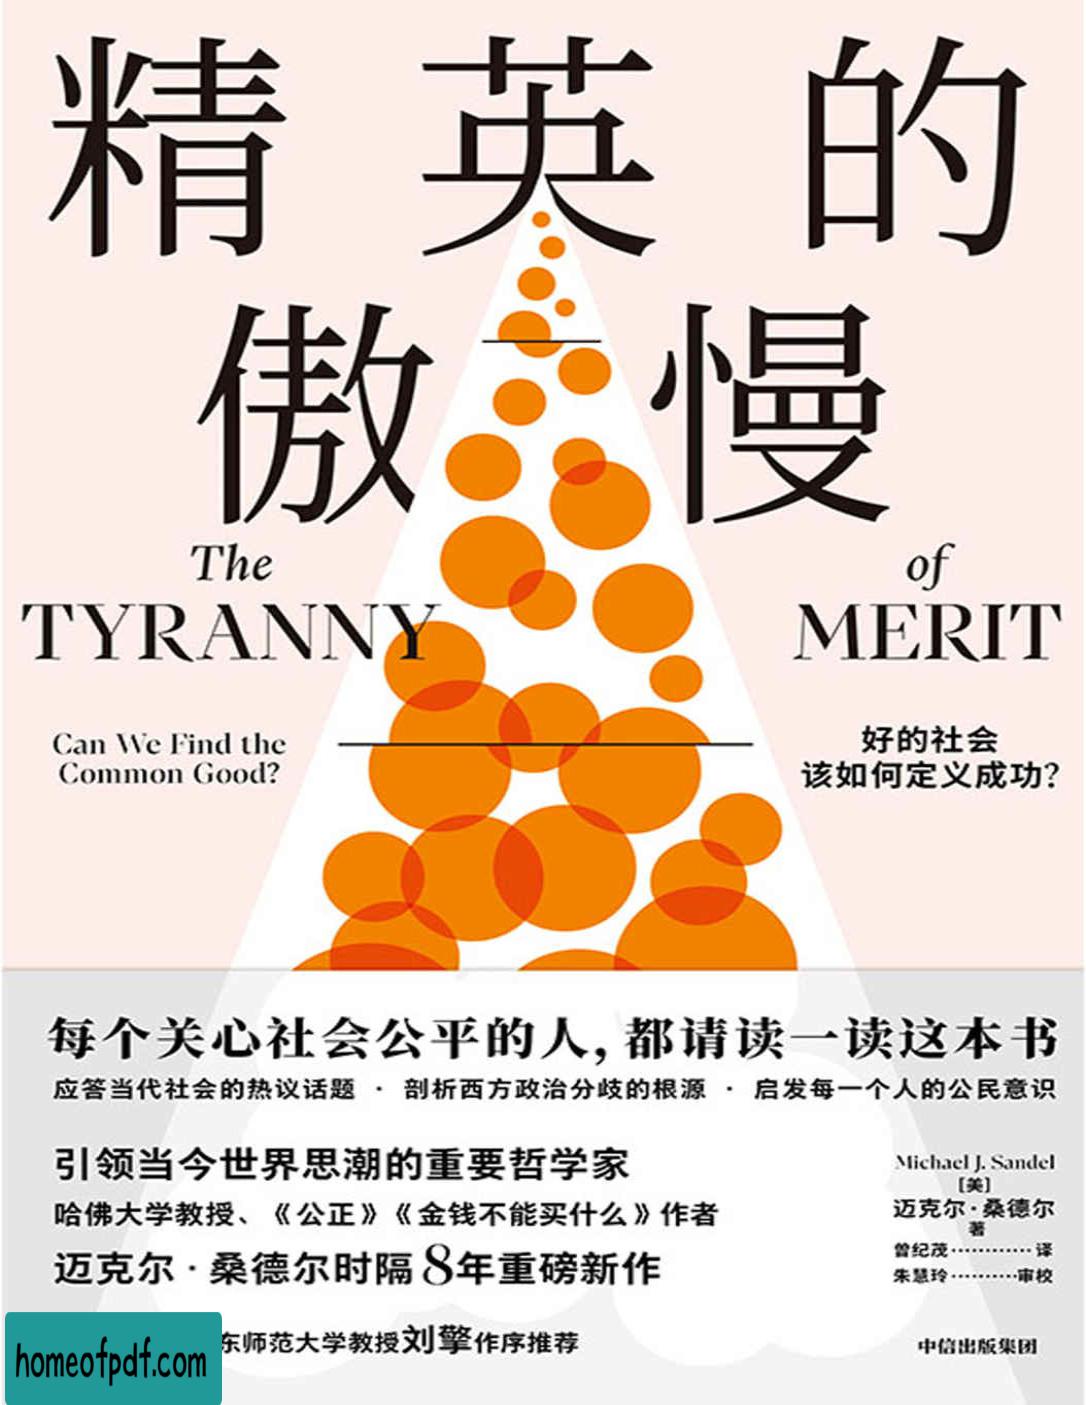 精英的
傲慢
The
TYRANNY
of
MERIT
Can We Find the
Common Good?
好的社会
该如何定义成功?
每个关心社会公平的人,都请读一读这本书
应答当代社会的热议话题 · 剖析西方政治分歧的根源 · 启发每一个人的公民意识
引领当今世界思潮的重要哲学家
哈佛大学教授、《公正》《金钱不能买什么》作者
迈克尔·桑德尔时隔8年重磅新作
东师范大学教授刘擎作序推荐
Michael J. Sandel
[美]
迈克尔·桑德尔
著
曾纪茂············译
朱慧玲··········审校
中信出版集团
homeofpdf.com